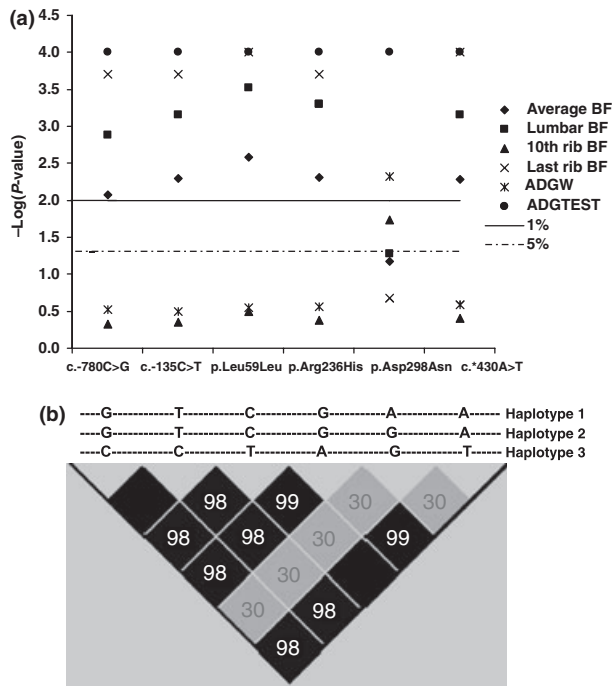 (a)
4.5
4.0
3.5
3.0
2.5
2.0
1.5
1.0
0.5
0.0
–Log(P-value)
c.-780C>G c.-135C>T p.Leu59Leu p.Arg236His p.Asp298Asn c.*430A>T
Average BF
Lumbar BF
10th rib BF
Last rib BF
ADGW
ADGTEST
1%
5%
(b)
----G--------T--------C--------G--------A--------A---- Haplotype 1
----G--------T--------C--------G--------G--------A---- Haplotype 2
----C--------C--------T--------A--------G--------T---- Haplotype 3
98 99 30 30
98 98 30 99
98 30
30 98
98